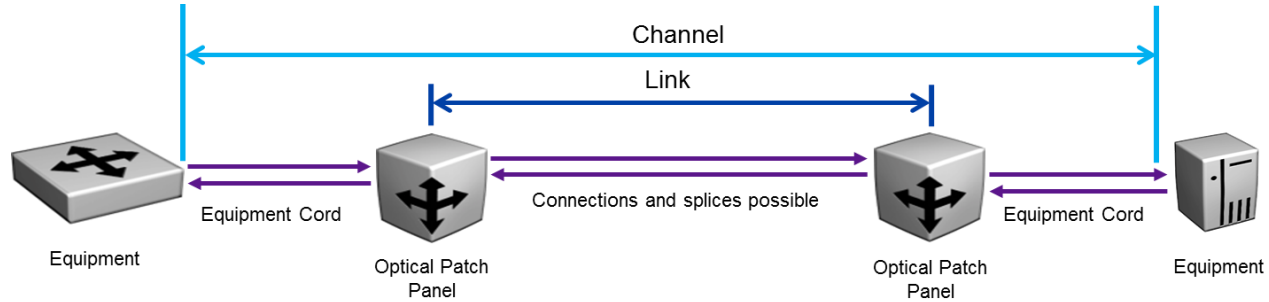 Channel
Link
Equipment Cord
Connections and splices possible
Equipment Cord
Equipment
Optical Patch
Panel
Optical Patch
Panel
Equipment